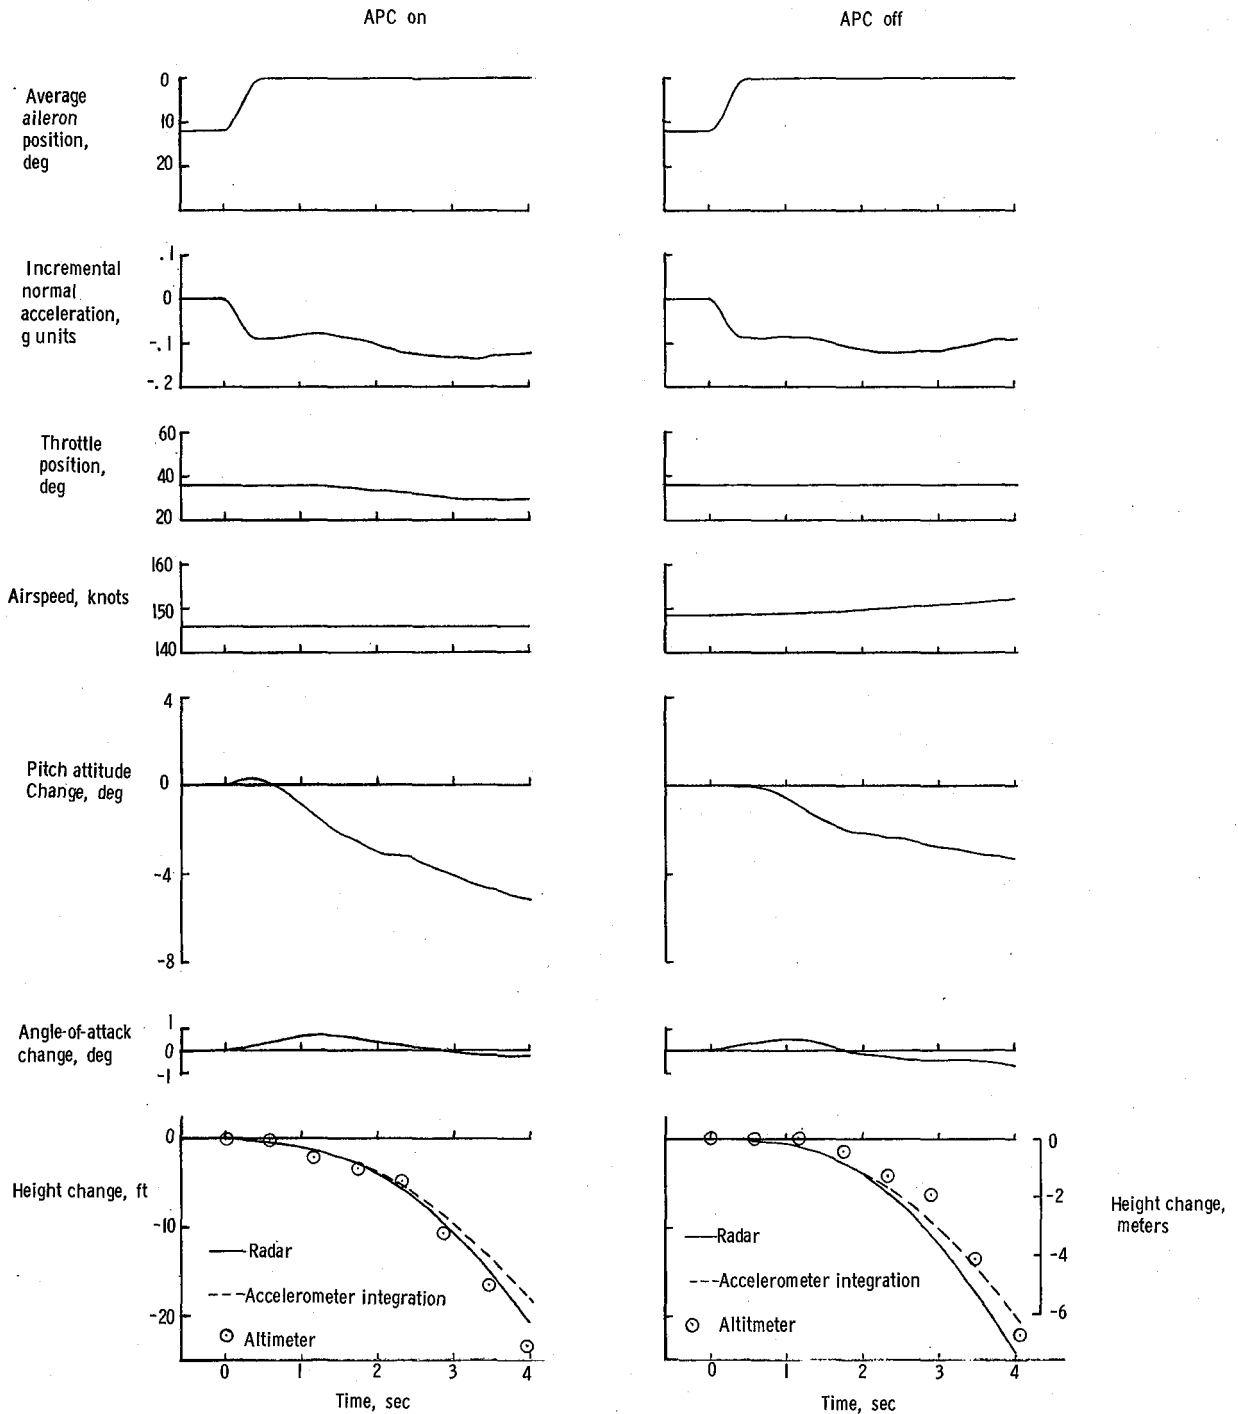 APC on
APC off
Average
aileron
position,
deg
0
10
20
Incremental
normal
acceleration,
g units
.1
0
-.1
-.2
Throttle
position,
deg
60
40
20
Airspeed, knots
160
150
140
Pitch attitude
Change, deg
4
0
-4
-8
Angle-of-attack
change, deg
1
0
-1
Height change, ft
0
-10
-20
Radar
Accelerometer integration
Altimeter
0 1 2 3 4
Time, sec
Radar
Accelerometer integration
Altitmeter
0 1 2 3 4
Time, sec
0
-2
-4
-6
Height change,
meters